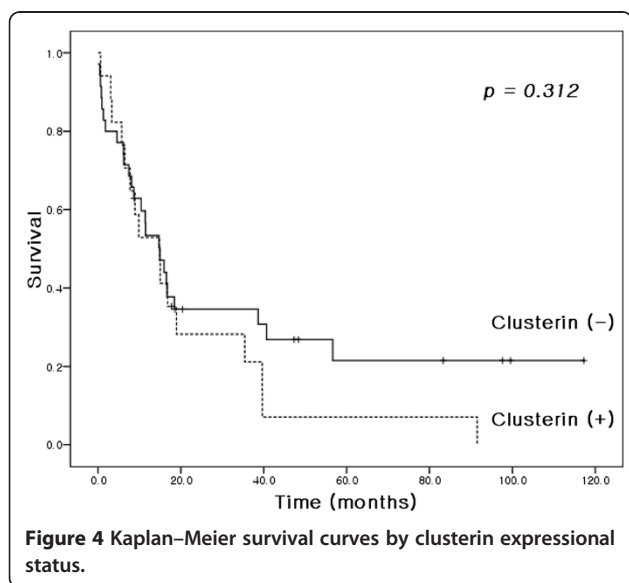 1.0
p = 0.312
0.8
0.6
Survival
0.4
Clusterin (-)
0.2
Clusterin (+)
0.0
0.0 20.0 40.0 60.0 80.0 100.0 120.0
Time (months)
Figure 4 Kaplan–Meier survival curves by clusterin expressional
status.